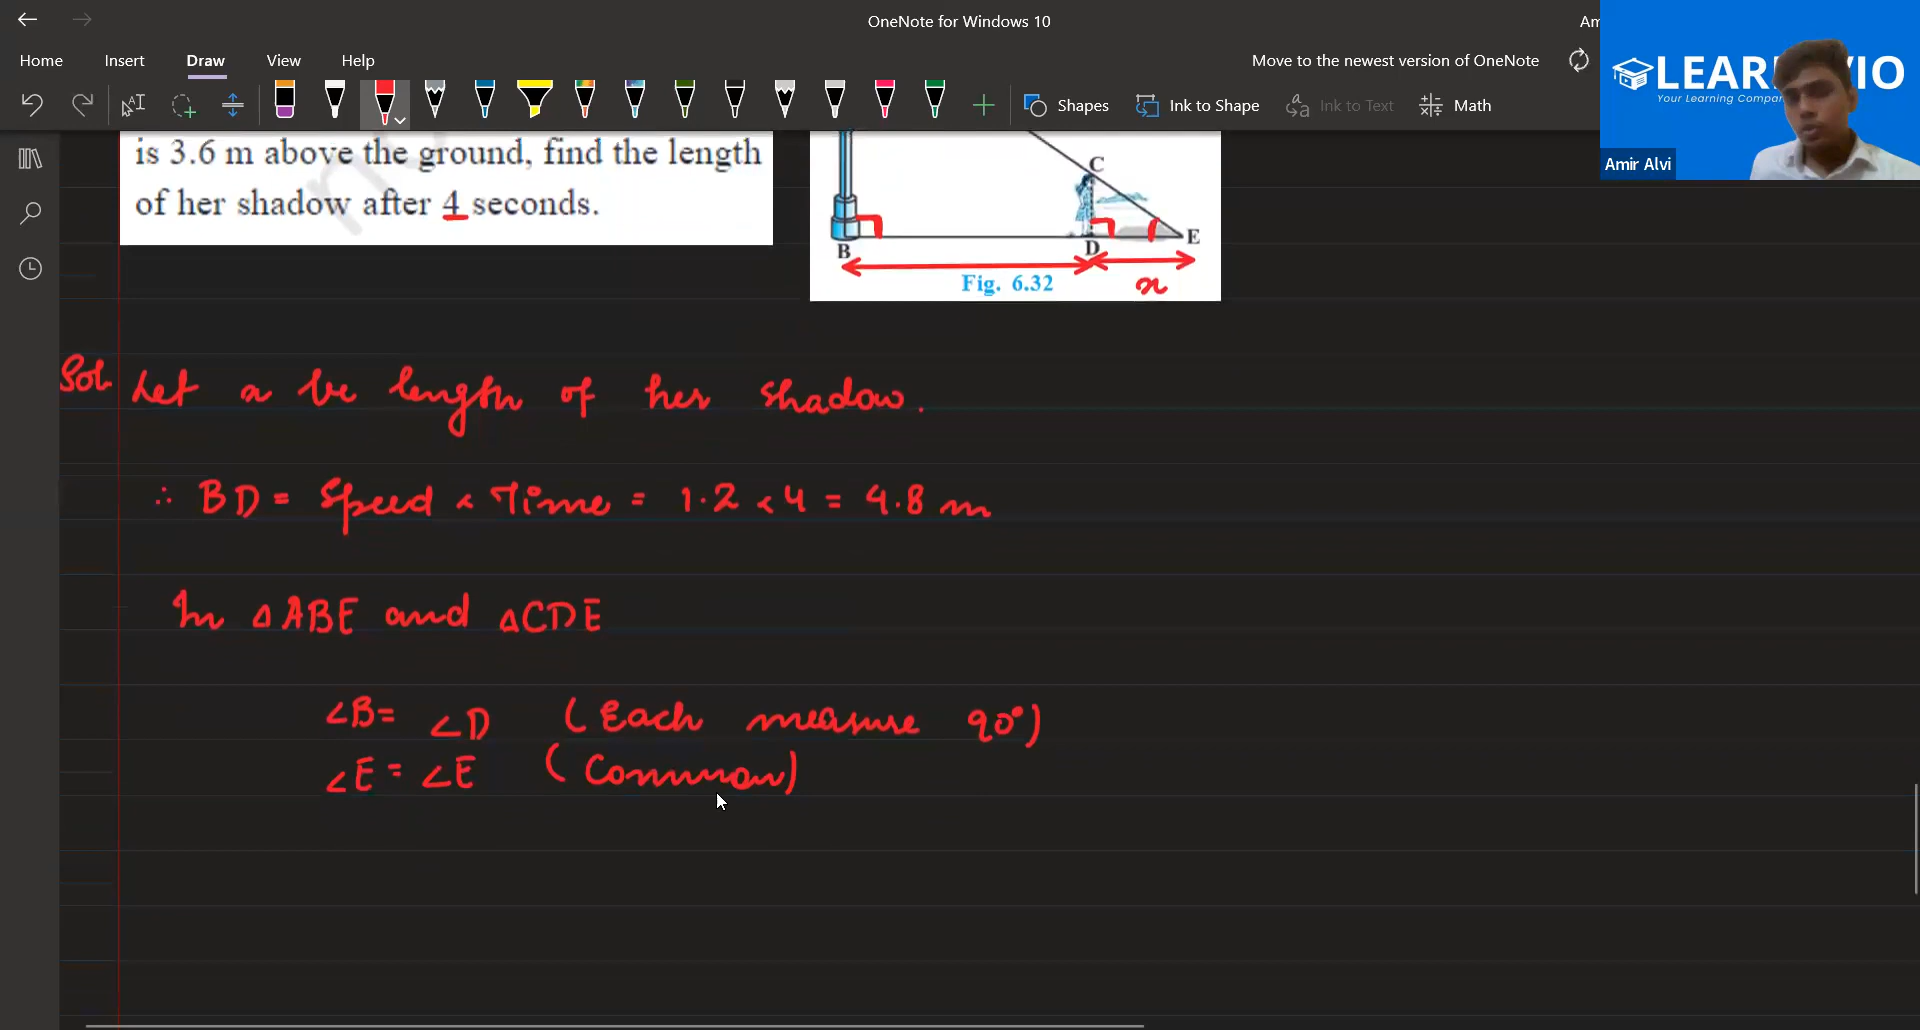 OneNote for Windows 10
Am
Home Insert Draw View Help
Move to the newest version of OneNote
LEAR VIO
Your Learning Compan
Shapes Ink to Shape Ink to Text Math
Amir Alvi
is 3.6 m above the ground, find the length
of her shadow after 4 seconds.
C
B D E
Fig. 6.32
x
Sol. Let x be length of her shadow.
∴ BD = Speed × Time = 1.2 × 4 = 4.8 m
In ΔABE and ΔCDE
∠B = ∠D (Each measure 90°)
∠E = ∠E (Common)